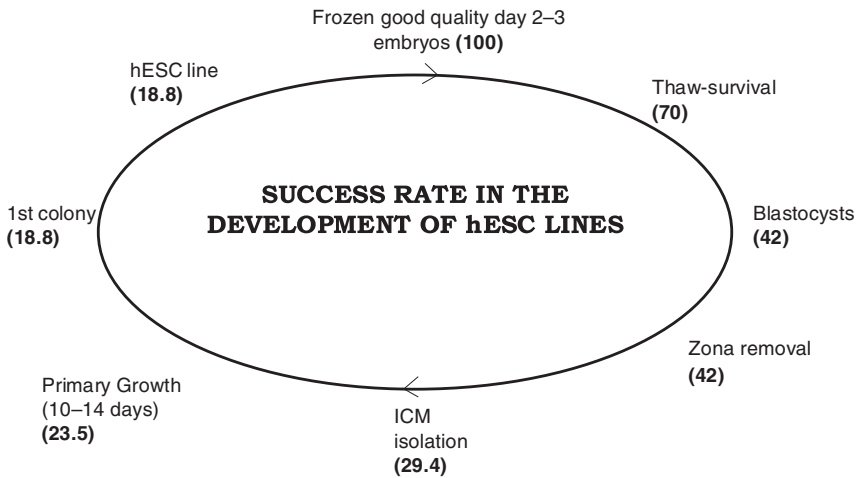 Frozen good quality day 2–3
embryos (100)
Thaw-survival
(70)
Blastocysts
(42)
Zona removal
(42)
ICM
isolation
(29.4)
Primary Growth
(10–14 days)
(23.5)
1st colony
(18.8)
hESC line
(18.8)
SUCCESS RATE IN THE
DEVELOPMENT OF hESC LINES